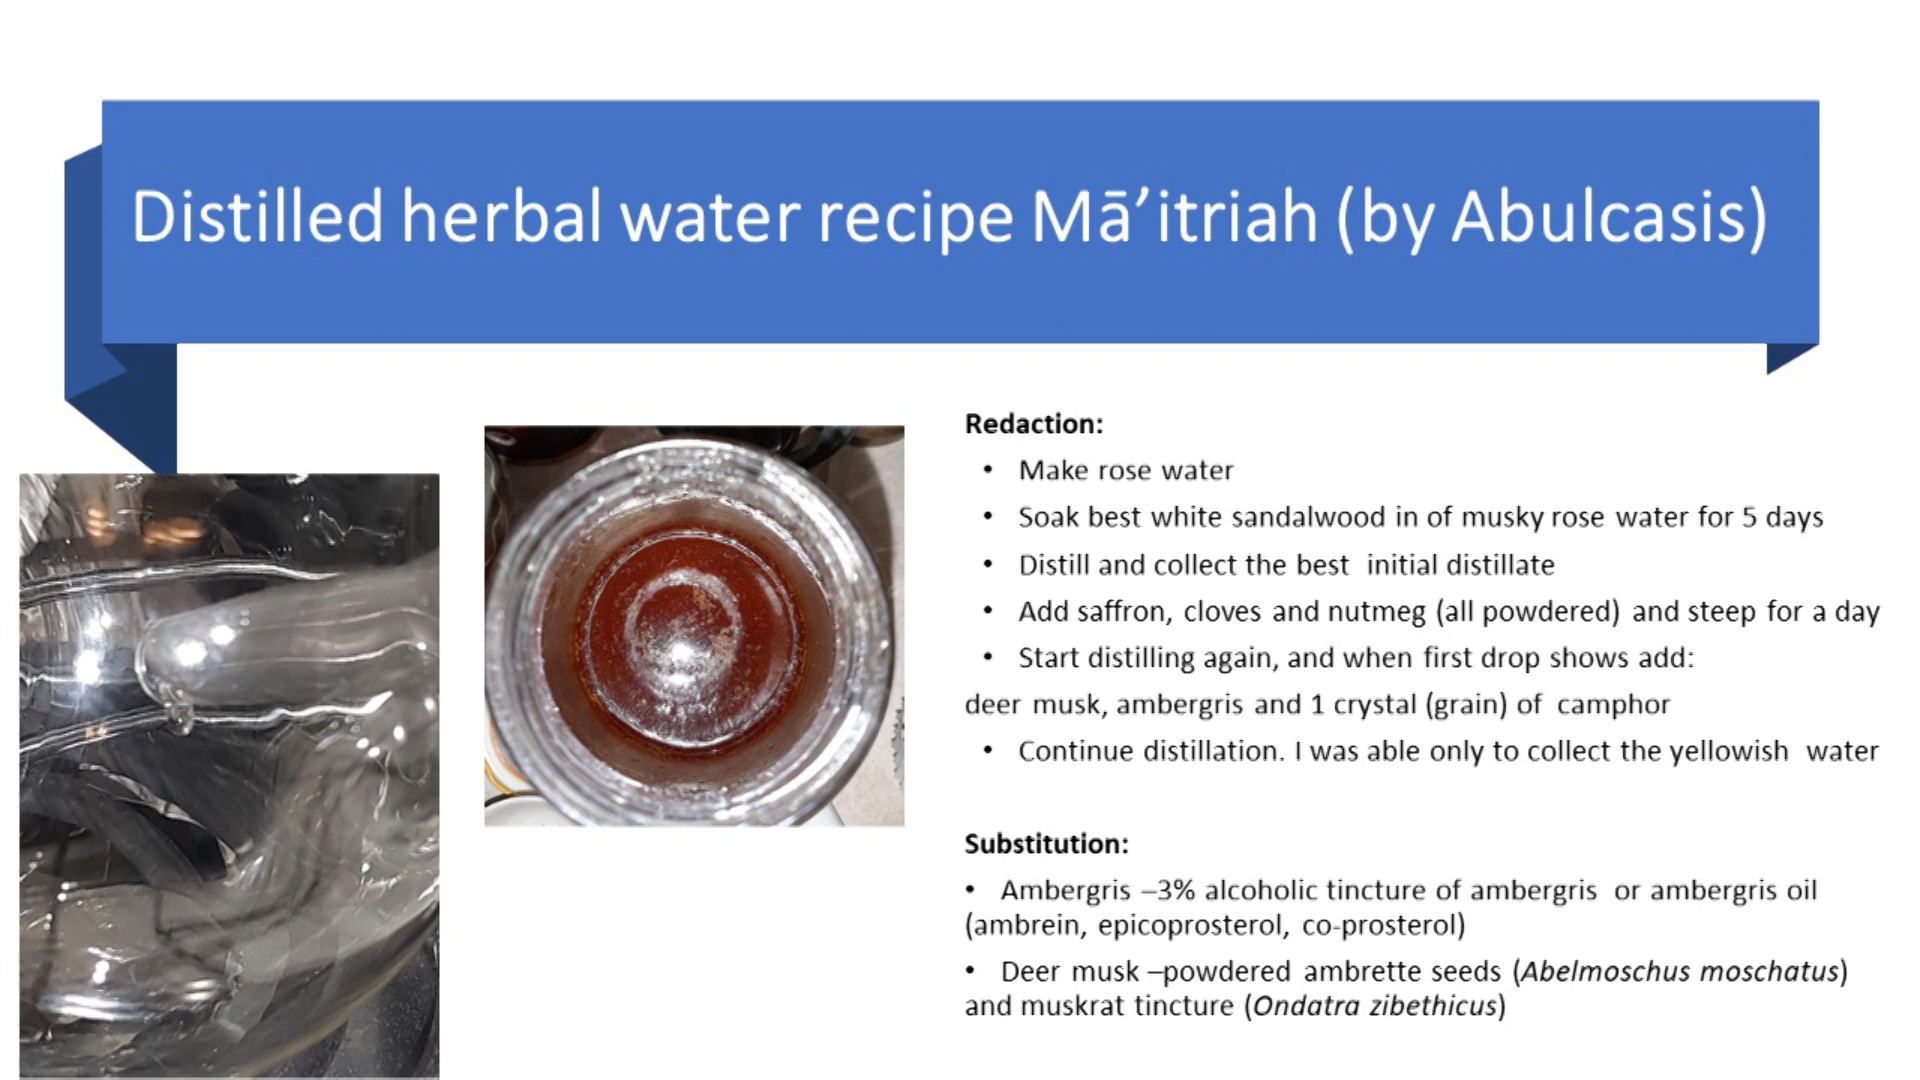 Distilled herbal water recipe Mā’itriah (by Abulcasis)
Redaction:
• Make rose water
• Soak best white sandalwood in of musky rose water for 5 days
• Distill and collect the best initial distillate
• Add saffron, cloves and nutmeg (all powdered) and steep for a day
• Start distilling again, and when first drop shows add:
deer musk, ambergris and 1 crystal (grain) of camphor
• Continue distillation. I was able only to collect the yellowish water
Substitution:
• Ambergris –3% alcoholic tincture of ambergris or ambergris oil
(ambrein, epicoprosterol, co-prosterol)
• Deer musk –powdered ambrette seeds (Abelmoschus moschatus)
and muskrat tincture (Ondatra zibethicus)